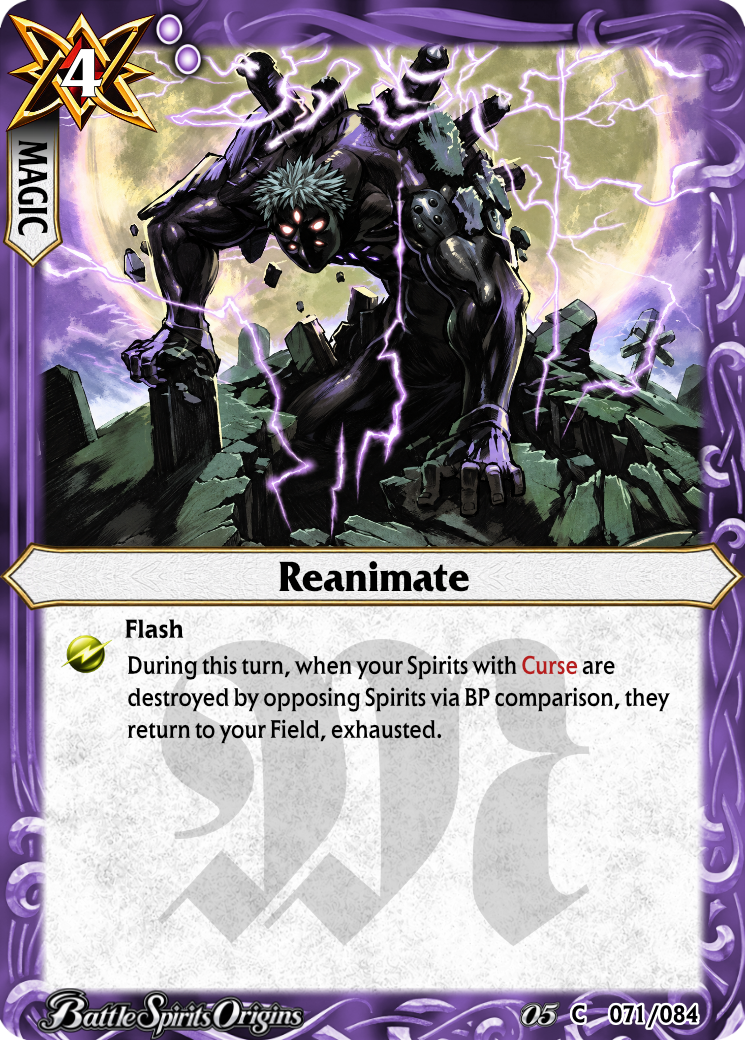 4
MAGIC
Reanimate
Flash
During this turn, when your Spirits with Curse are
destroyed by opposing Spirits via BP comparison, they
return to your Field, exhausted.
Battle Spirits Origins
05 C 071/084